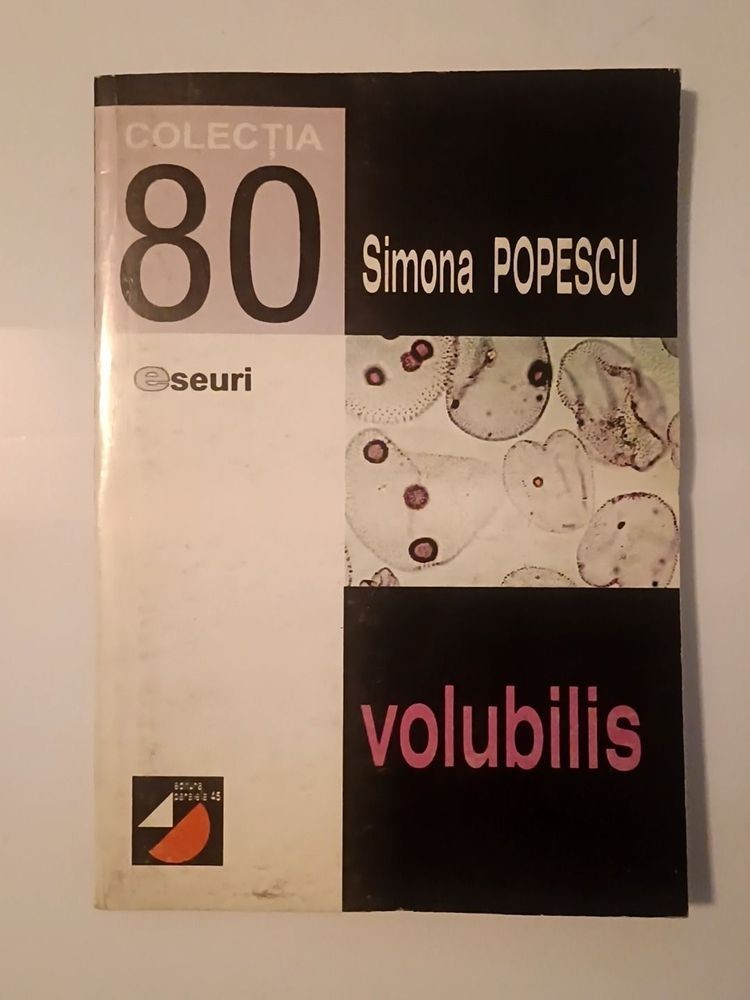 COLECȚIA
80
Simona POPESCU
eseuri
volubilis
editura
paralela 45